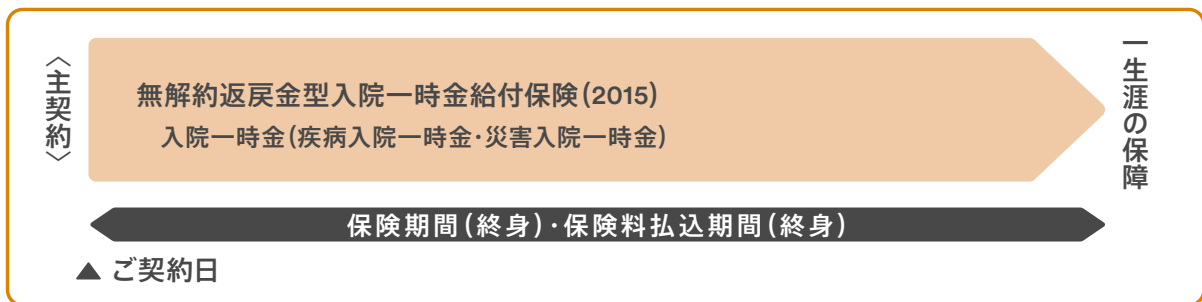 〈主契約〉
無解約返戻金型入院一時金給付保険(2015)
入院一時金(疾病入院一時金・災害入院一時金)
一生涯の保障
保険期間(終身)・保険料払込期間(終身)
▲ ご契約日